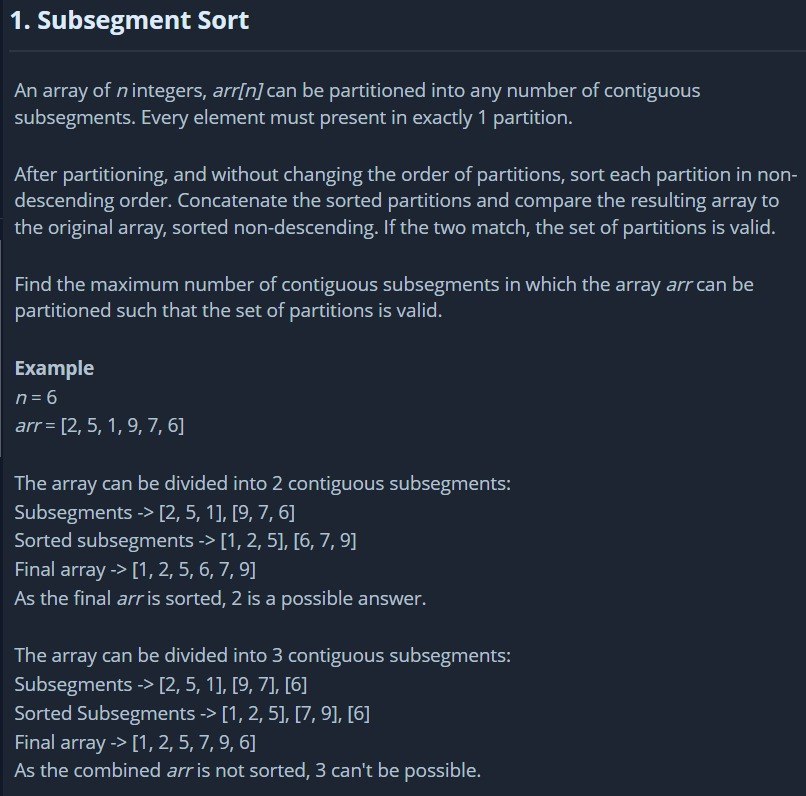 1. Subsegment Sort
An array of n integers, arr[n] can be partitioned into any number of contiguous
subsegments. Every element must present in exactly 1 partition.
After partitioning, and without changing the order of partitions, sort each partition in non-
descending order. Concatenate the sorted partitions and compare the resulting array to
the original array, sorted non-descending. If the two match, the set of partitions is valid.
Find the maximum number of contiguous subsegments in which the array arr can be
partitioned such that the set of partitions is valid.
Example
n = 6
arr = [2, 5, 1, 9, 7, 6]
The array can be divided into 2 contiguous subsegments:
Subsegments -> [2, 5, 1], [9, 7, 6]
Sorted subsegments -> [1, 2, 5], [6, 7, 9]
Final array -> [1, 2, 5, 6, 7, 9]
As the final arr is sorted, 2 is a possible answer.
The array can be divided into 3 contiguous subsegments:
Subsegments -> [2, 5, 1], [9, 7], [6]
Sorted Subsegments -> [1, 2, 5], [7, 9], [6]
Final array -> [1, 2, 5, 7, 9, 6]
As the combined arr is not sorted, 3 can't be possible.